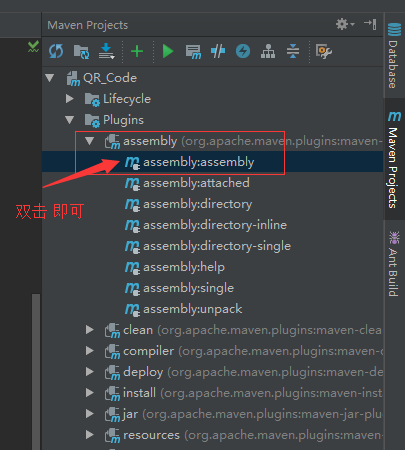 Maven Projects
QR_Code
Lifecycle
Plugins
assembly (org.apache.maven.plugins:maven-
assembly:assembly
assembly:attached
assembly:directory
assembly:directory-inline
assembly:directory-single
assembly:help
assembly:single
assembly:unpack
clean (org.apache.maven.plugins:maven-clea
compiler (org.apache.maven.plugins:maven-c
deploy (org.apache.maven.plugins:maven-de
install (org.apache.maven.plugins:maven-inst
jar (org.apache.maven.plugins:maven-jar-plu
resources (org.apache.maven.plugins:maven
双击 即可
Database
Maven Projects
Ant Build